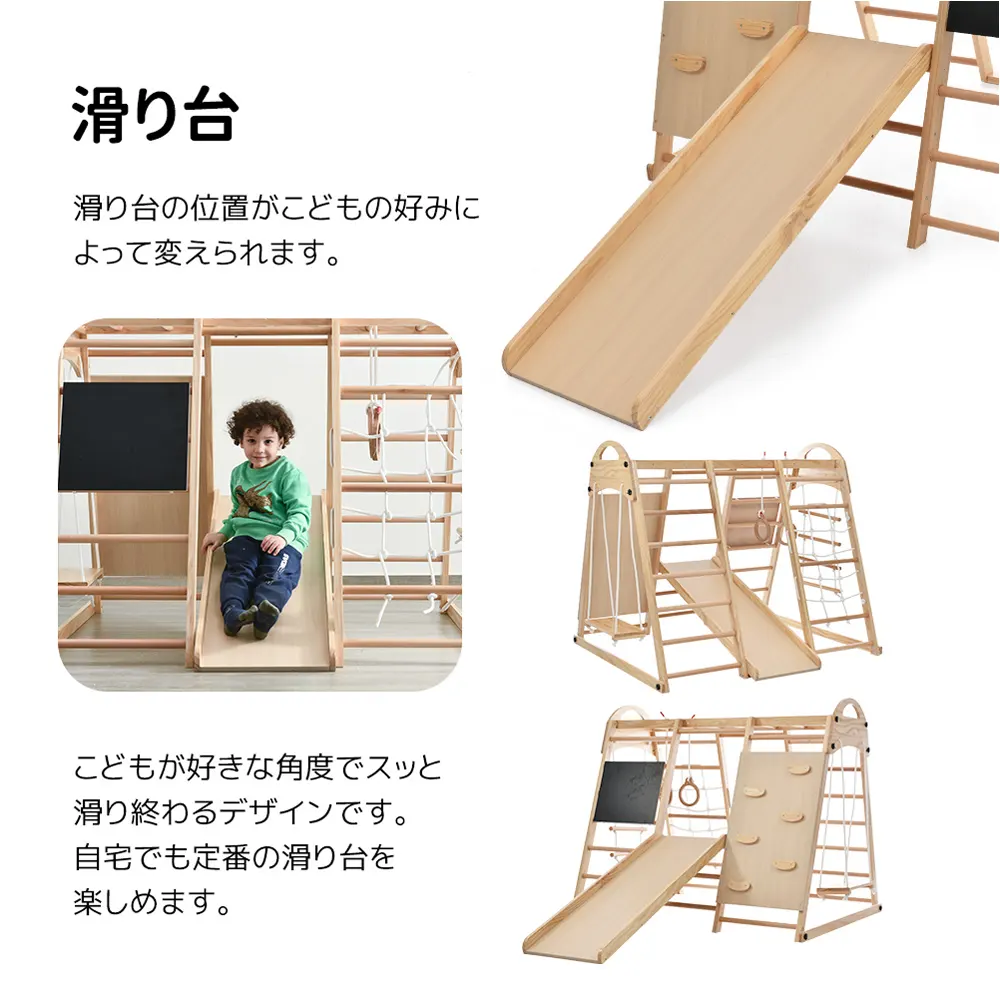 滑り台
滑り台の位置がこどもの好みに
よって変えられます。
こどもが好きな角度でスッと
滑り終わるデザインです。
自宅でも定番の滑り台を
楽しめます。